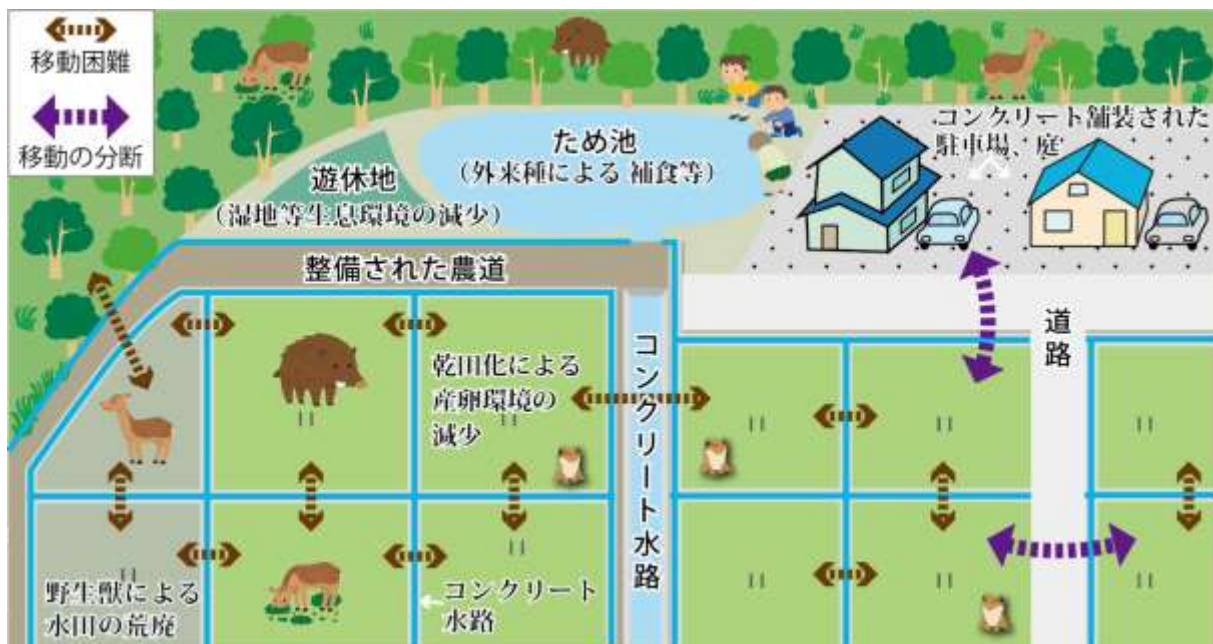 移動困難
移動の分断
ため池
(外来種による 補食等)
遊休地
(湿地等生息環境の減少)
コンクリート舗装された
駐車場、庭
整備された農道
道路
コンクリート水路
乾田化による
産卵環境の
減少
野生獣による
水田の荒廃
コンクリート
水路